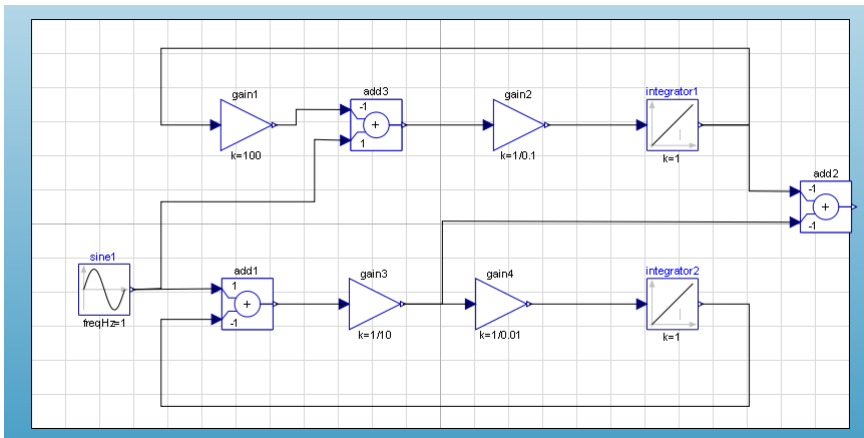 gain1
k=100
add3
-1
+
1
gain2
k=1/0.1
integrator1
I
k=1
add2
-1
+
-1
sine1
freqHz=1
add1
1
+
-1
gain3
k=1/10
gain4
k=1/0.01
integrator2
I
k=1